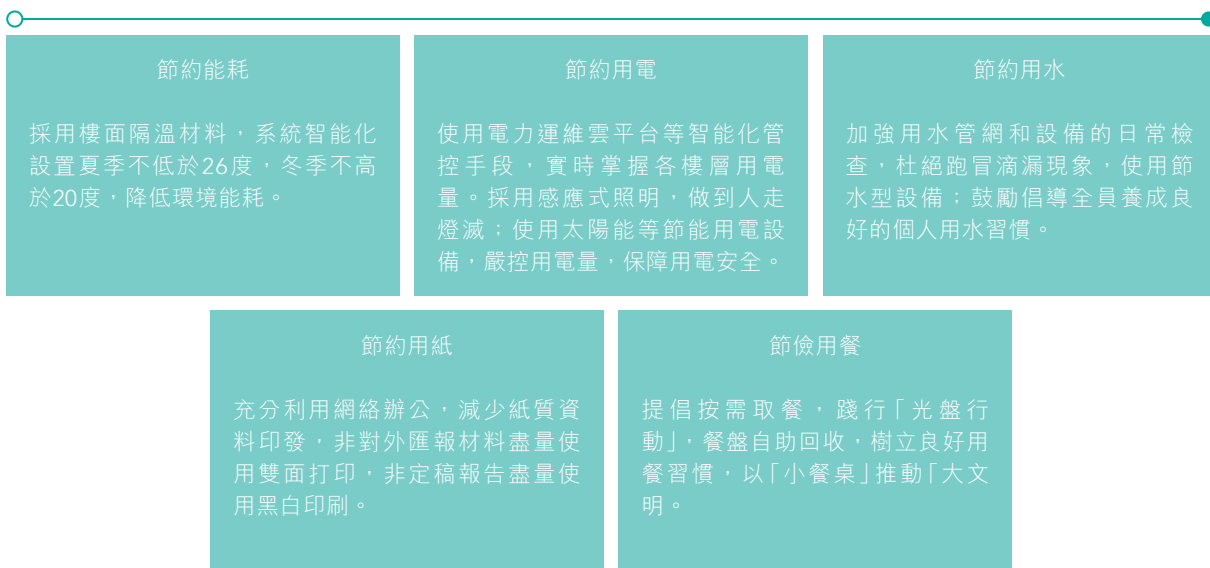 節約能耗
採用樓面隔溫材料，系統智能化
設置夏季不低於26度，冬季不高
於20度，降低環境能耗。
節約用電
使用電力運維雲平台等智能化管
控手段，實時掌握各樓層用電
量。採用感應式照明，做到人走
燈滅；使用太陽能等節能用電設
備，嚴控用電量，保障用電安全。
節約用水
加強用水管網和設備的日常檢
查，杜絕跑冒滴漏現象，使用節
水型設備；鼓勵倡導全員養成良
好的個人用水習慣。
節約用紙
充分利用網絡辦公，減少紙質資
料印發，非對外匯報材料盡量使
用雙面打印，非定稿報告盡量使
用黑白印刷。
節儉用餐
提倡按需取餐，踐行「光盤行
動」，餐盤自助回收，樹立良好用
餐習慣，以「小餐桌」推動「大文
明。